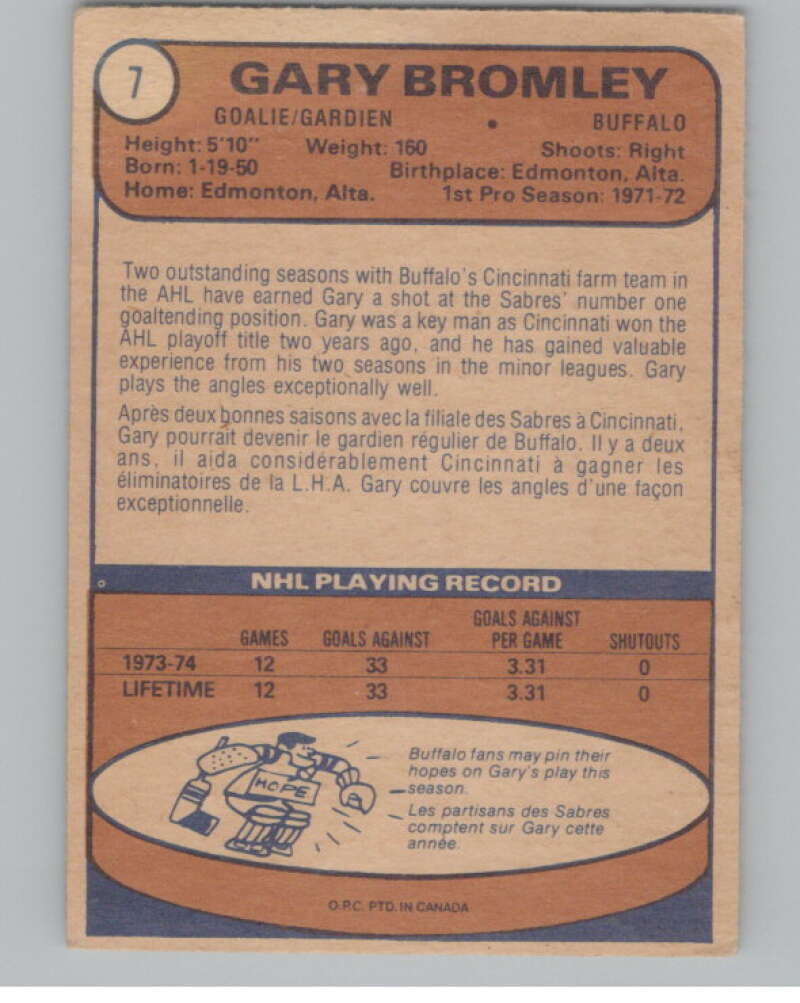 7
GARY BROMLEY
GOALIE/GARDIEN • BUFFALO
Height: 5'10" Weight: 160 Shoots: Right
Born: 1-19-50 Birthplace: Edmonton, Alta.
Home: Edmonton, Alta. 1st Pro Season: 1971-72
Two outstanding seasons with Buffalo's Cincinnati farm team in
the AHL have earned Gary a shot at the Sabres' number one
goaltending position. Gary was a key man as Cincinnati won the
AHL playoff title two years ago, and he has gained valuable
experience from his two seasons in the minor leagues. Gary
plays the angles exceptionally well.
Après deux bonnes saisons avec la filiale des Sabres à Cincinnati,
Gary pourrait devenir le gardien régulier de Buffalo. Il y a deux
ans, il aida considérablement Cincinnati à gagner les
éliminatoires de la L.H.A. Gary couvre les angles d'une façon
exceptionnelle.
NHL PLAYING RECORD
GAMES GOALS AGAINST GOALS AGAINST PER GAME SHUTOUTS
1973-74 12 33 3.31 0
LIFETIME 12 33 3.31 0
HOPE
Buffalo fans may pin their
hopes on Gary's play this
season.
Les partisans des Sabres
comptent sur Gary cette
année.
O.P.C. PTD. IN CANADA